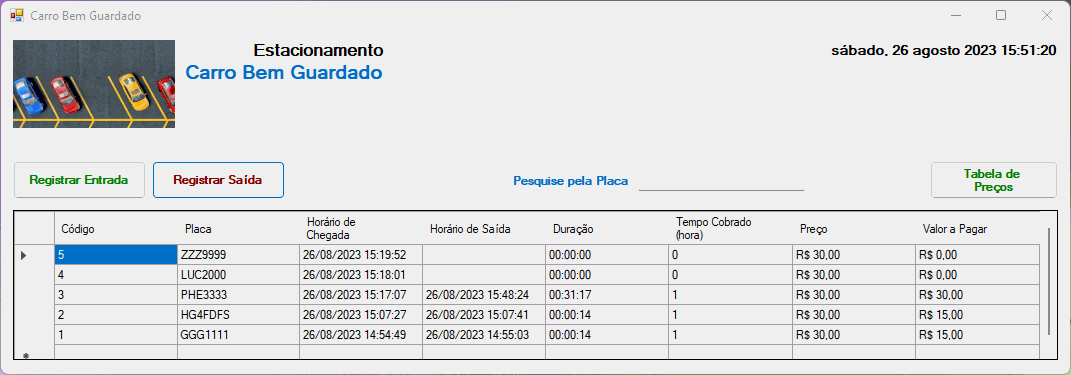 Carro Bem Guardado
Estacionamento
Carro Bem Guardado
sábado, 26 agosto 2023 15:51:20
Registrar Entrada
Registrar Saída
Pesquise pela Placa
Tabela de
Preços
Código Placa Horário de Chegada Horário de Saída Duração Tempo Cobrado (hora) Preço Valor a Pagar
5 ZZZ9999 26/08/2023 15:19:52 00:00:00 0 R$ 30,00 R$ 0,00
4 LUC2000 26/08/2023 15:18:01 00:00:00 0 R$ 30,00 R$ 0,00
3 PHE3333 26/08/2023 15:17:07 26/08/2023 15:48:24 00:31:17 1 R$ 30,00 R$ 30,00
2 HG4FDFS 26/08/2023 15:07:27 26/08/2023 15:07:41 00:00:14 1 R$ 30,00 R$ 15,00
1 GGG1111 26/08/2023 14:54:49 26/08/2023 14:55:03 00:00:14 1 R$ 30,00 R$ 15,00